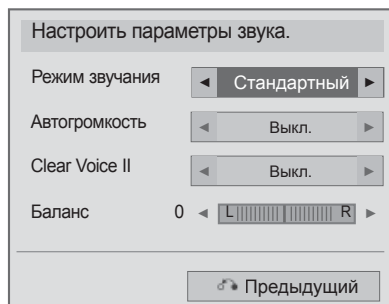 Настроить параметры звука.
Режим звучания ◄ Стандартный ►
Автогромкость ◄ Выкл. ►
Clear Voice II ◄ Выкл. ►
Баланс 0 ◄ L R ►
Предыдущий